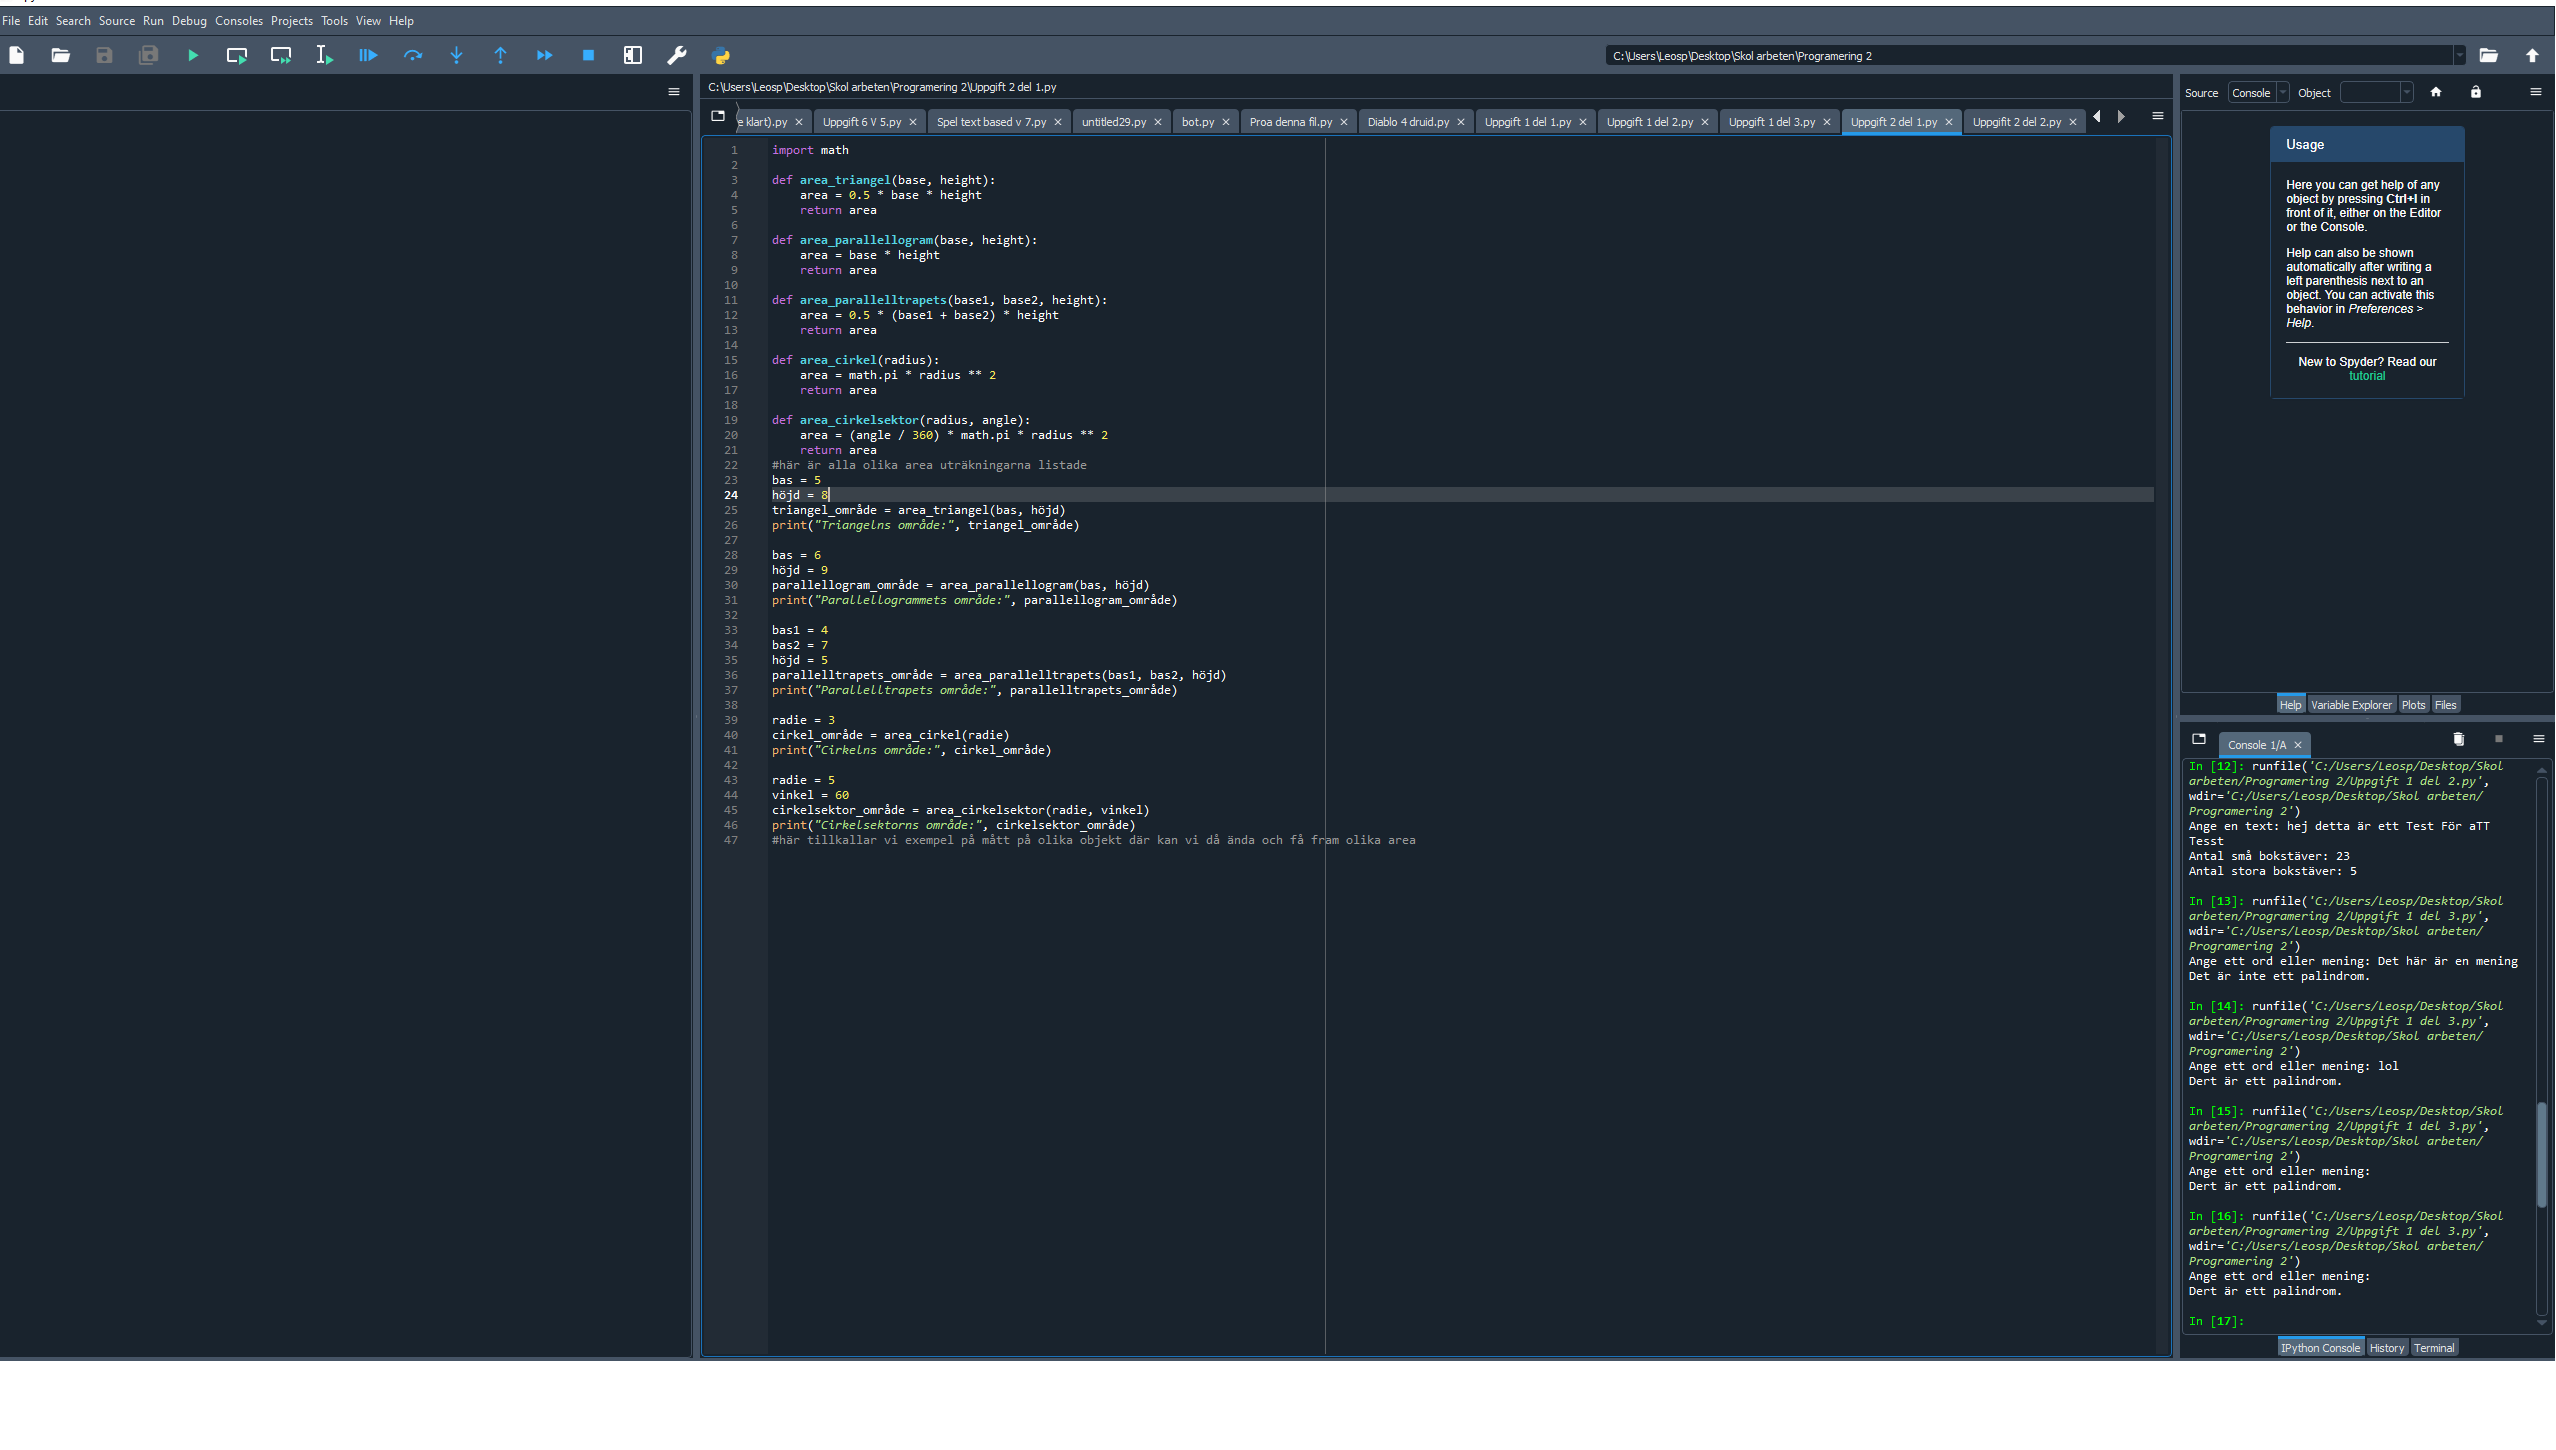 File Edit Search Source Run Debug Consoles Projects Tools View Help
C:\Users\Leosp\Desktop\Skol arbeten\Programering 2
C:\Users\Leosp\Desktop\Skol arbeten\Programering 2\Uppgift 2 del 1.py
e klart).py Uppgift 6 V 5.py Spel text based v 7.py untitled29.py bot.py Proa denna fil.py Diablo 4 druid.py Uppgift 1 del 1.py Uppgift 1 del 2.py Uppgift 1 del 3.py Uppgift 2 del 1.py Uppgifit 2 del 2.py
1 import math
2
3 def area_triangel(base, height):
4     area = 0.5 * base * height
5     return area
6
7 def area_parallellogram(base, height):
8     area = base * height
9     return area
10
11 def area_parallelltrapets(base1, base2, height):
12     area = 0.5 * (base1 + base2) * height
13     return area
14
15 def area_cirkel(radius):
16     area = math.pi * radius ** 2
17     return area
18
19 def area_cirkelsektor(radius, angle):
20     area = (angle / 360) * math.pi * radius ** 2
21     return area
22 #här är alla olika area uträkningarna listade
23 bas = 5
24 höjd = 8
25 triangel_område = area_triangel(bas, höjd)
26 print("Triangelns område:", triangel_område)
27
28 bas = 6
29 höjd = 9
30 parallellogram_område = area_parallellogram(bas, höjd)
31 print("Parallellogrammets område:", parallellogram_område)
32
33 bas1 = 4
34 bas2 = 7
35 höjd = 5
36 parallelltrapets_område = area_parallelltrapets(bas1, bas2, höjd)
37 print("Parallelltrapets område:", parallelltrapets_område)
38
39 radie = 3
40 cirkel_område = area_cirkel(radie)
41 print("Cirkelns område:", cirkel_område)
42
43 radie = 5
44 vinkel = 60
45 cirkelsektor_område = area_cirkelsektor(radie, vinkel)
46 print("Cirkelsektorns område:", cirkelsektor_område)
47 #här tillkallar vi exempel på mått på olika objekt där kan vi då ända och få fram olika area
Source Console Object
Usage
Here you can get help of any
object by pressing Ctrl+I in
front of it, either on the Editor
or the Console.
Help can also be shown
automatically after writing a
left parenthesis next to an
object. You can activate this
behavior in Preferences >
Help.
New to Spyder? Read our
tutorial
Help Variable Explorer Plots Files
Console 1/A
In [12]: runfile('C:/Users/Leosp/Desktop/Skol
arbeten/Programering 2/Uppgift 1 del 2.py',
wdir='C:/Users/Leosp/Desktop/Skol arbeten/
Programering 2')
Ange en text: hej detta är ett Test För aTT
Tesst
Antal små bokstäver: 23
Antal stora bokstäver: 5
In [13]: runfile('C:/Users/Leosp/Desktop/Skol
arbeten/Programering 2/Uppgift 1 del 3.py',
wdir='C:/Users/Leosp/Desktop/Skol arbeten/
Programering 2')
Ange ett ord eller mening: Det här är en mening
Det är inte ett palindrom.
In [14]: runfile('C:/Users/Leosp/Desktop/Skol
arbeten/Programering 2/Uppgift 1 del 3.py',
wdir='C:/Users/Leosp/Desktop/Skol arbeten/
Programering 2')
Ange ett ord eller mening: lol
Dert är ett palindrom.
In [15]: runfile('C:/Users/Leosp/Desktop/Skol
arbeten/Programering 2/Uppgift 1 del 3.py',
wdir='C:/Users/Leosp/Desktop/Skol arbeten/
Programering 2')
Ange ett ord eller mening:
Dert är ett palindrom.
In [16]: runfile('C:/Users/Leosp/Desktop/Skol
arbeten/Programering 2/Uppgift 1 del 3.py',
wdir='C:/Users/Leosp/Desktop/Skol arbeten/
Programering 2')
Ange ett ord eller mening:
Dert är ett palindrom.
In [17]:
IPython Console History Terminal